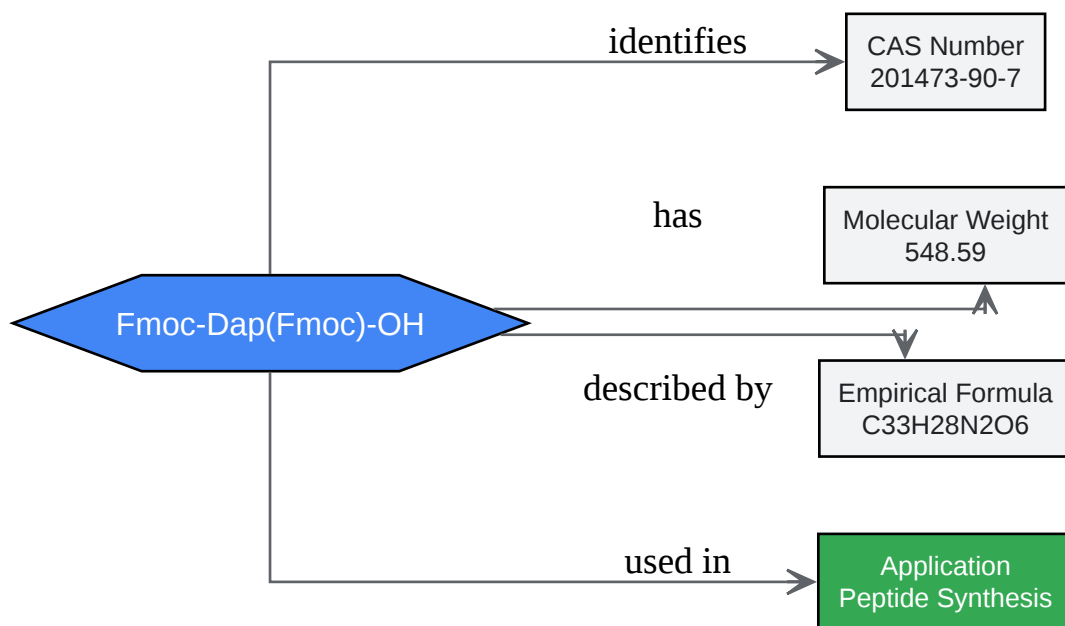 identifies
CAS Number
201473-90-7
has
Molecular Weight
548.59
Fmoc-Dap(Fmoc)-OH
described by
Empirical Formula
C33H28N2O6
used in
Application
Peptide Synthesis